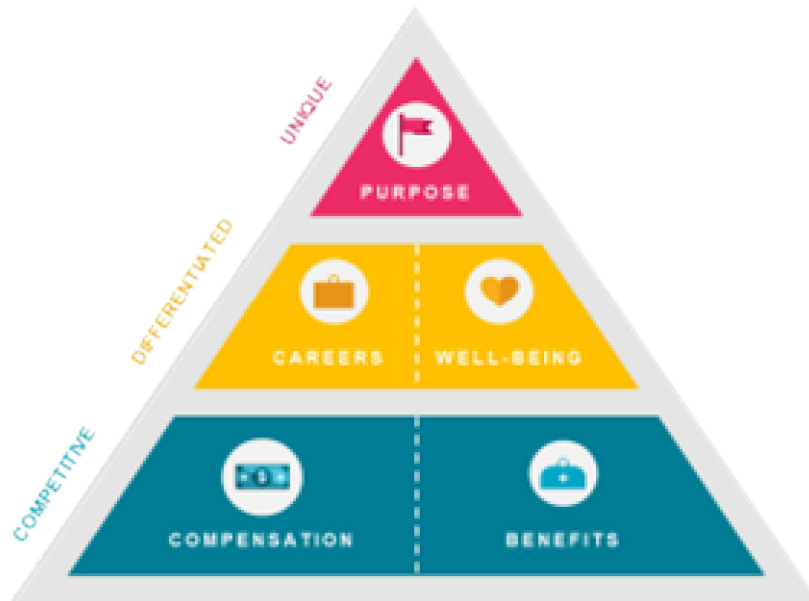 UNIQUE
PURPOSE
DIFFERENTIATED
CAREERS
WELL-BEING
COMPETITIVE
COMPENSATION
BENEFITS